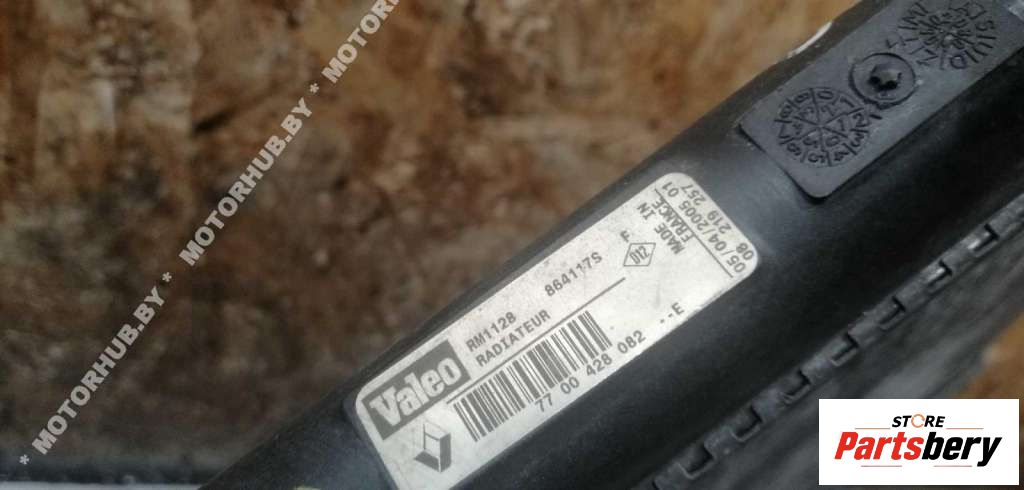 * MOTORHUB.BY * MOTORHUB.BY * MOTORHUB.BY
Valeo
RM1128 864117S
RADIATEUR
77 00 428 082 --E
F
MADE IN
FRANCE
05/04/2005 01
08 219 257
STORE
Partsbery